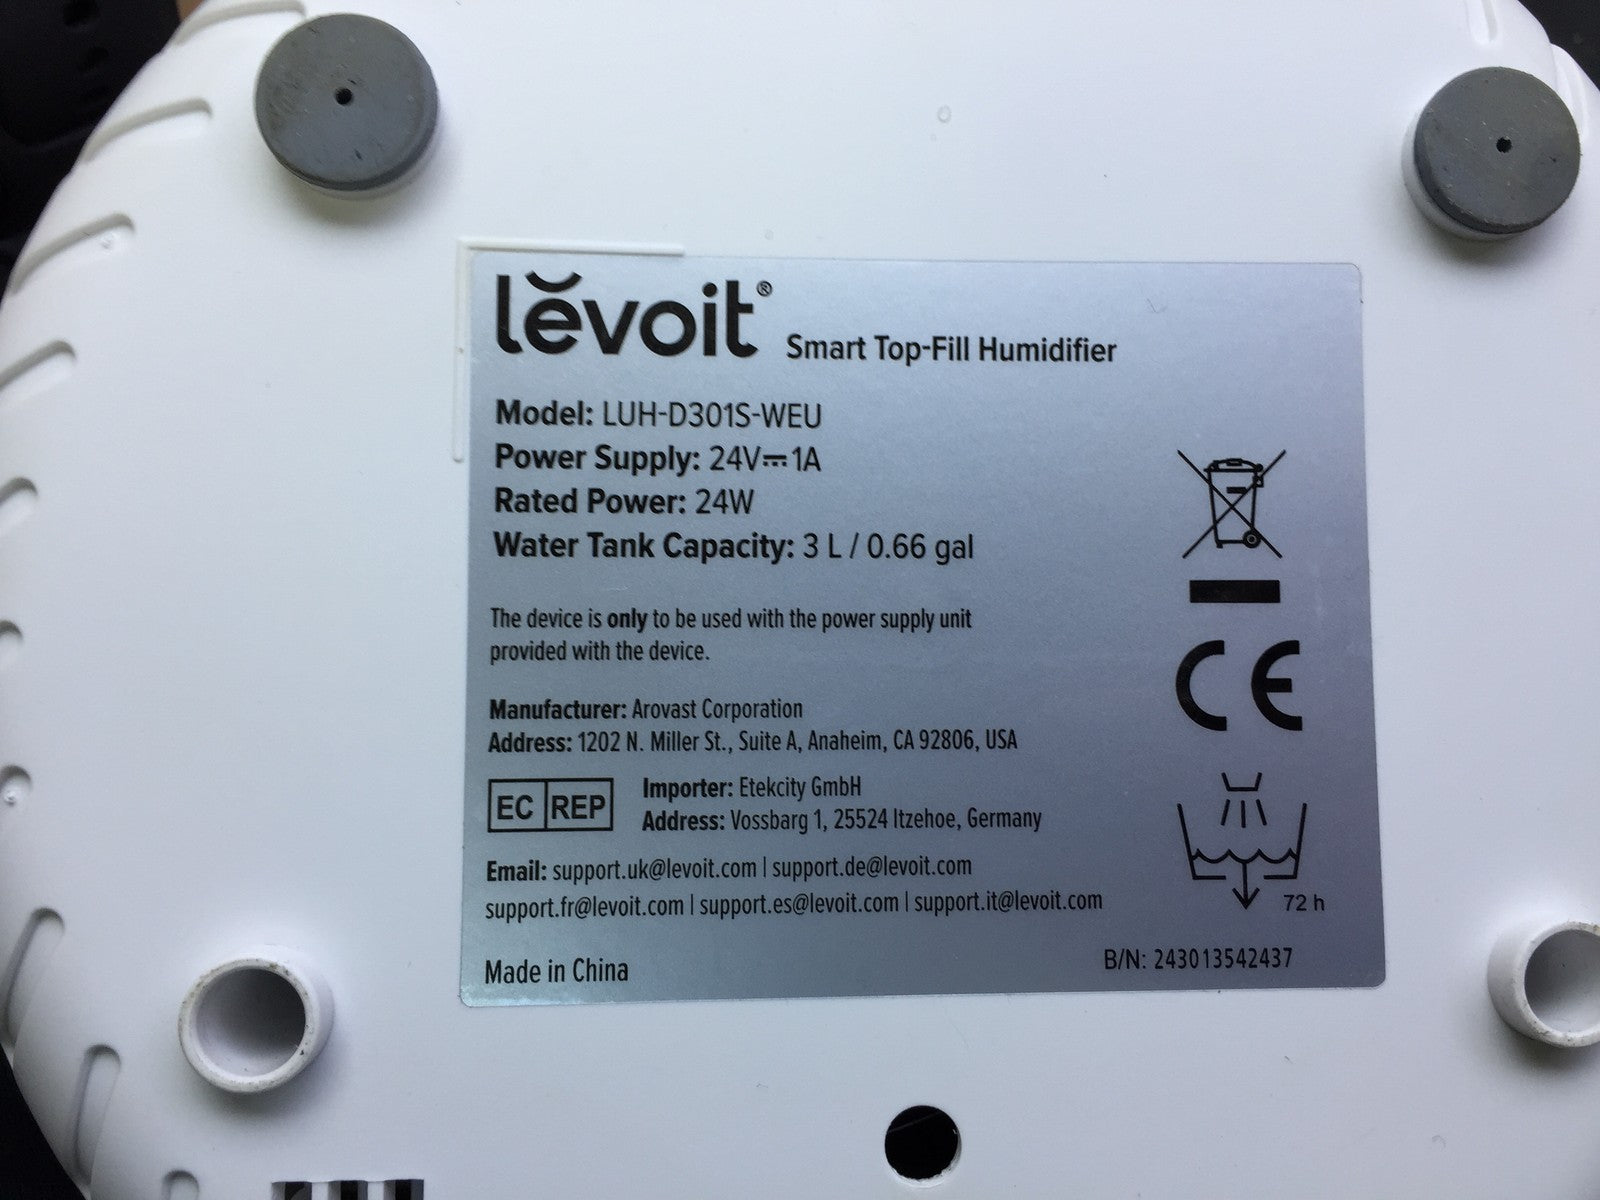 lĕvoit® Smart Top-Fill Humidifier
Model: LUH-D301S-WEU
Power Supply: 24V⎓1A
Rated Power: 24W
Water Tank Capacity: 3 L / 0.66 gal
The device is only to be used with the power supply unit
provided with the device.
Manufacturer: Arovast Corporation
Address: 1202 N. Miller St., Suite A, Anaheim, CA 92806, USA
EC REP
Importer: Etekcity GmbH
Address: Vossbarg 1, 25524 Itzehoe, Germany
Email: support.uk@levoit.com | support.de@levoit.com
support.fr@levoit.com | support.es@levoit.com | support.it@levoit.com
Made in China
CE
72 h
B/N: 243013542437